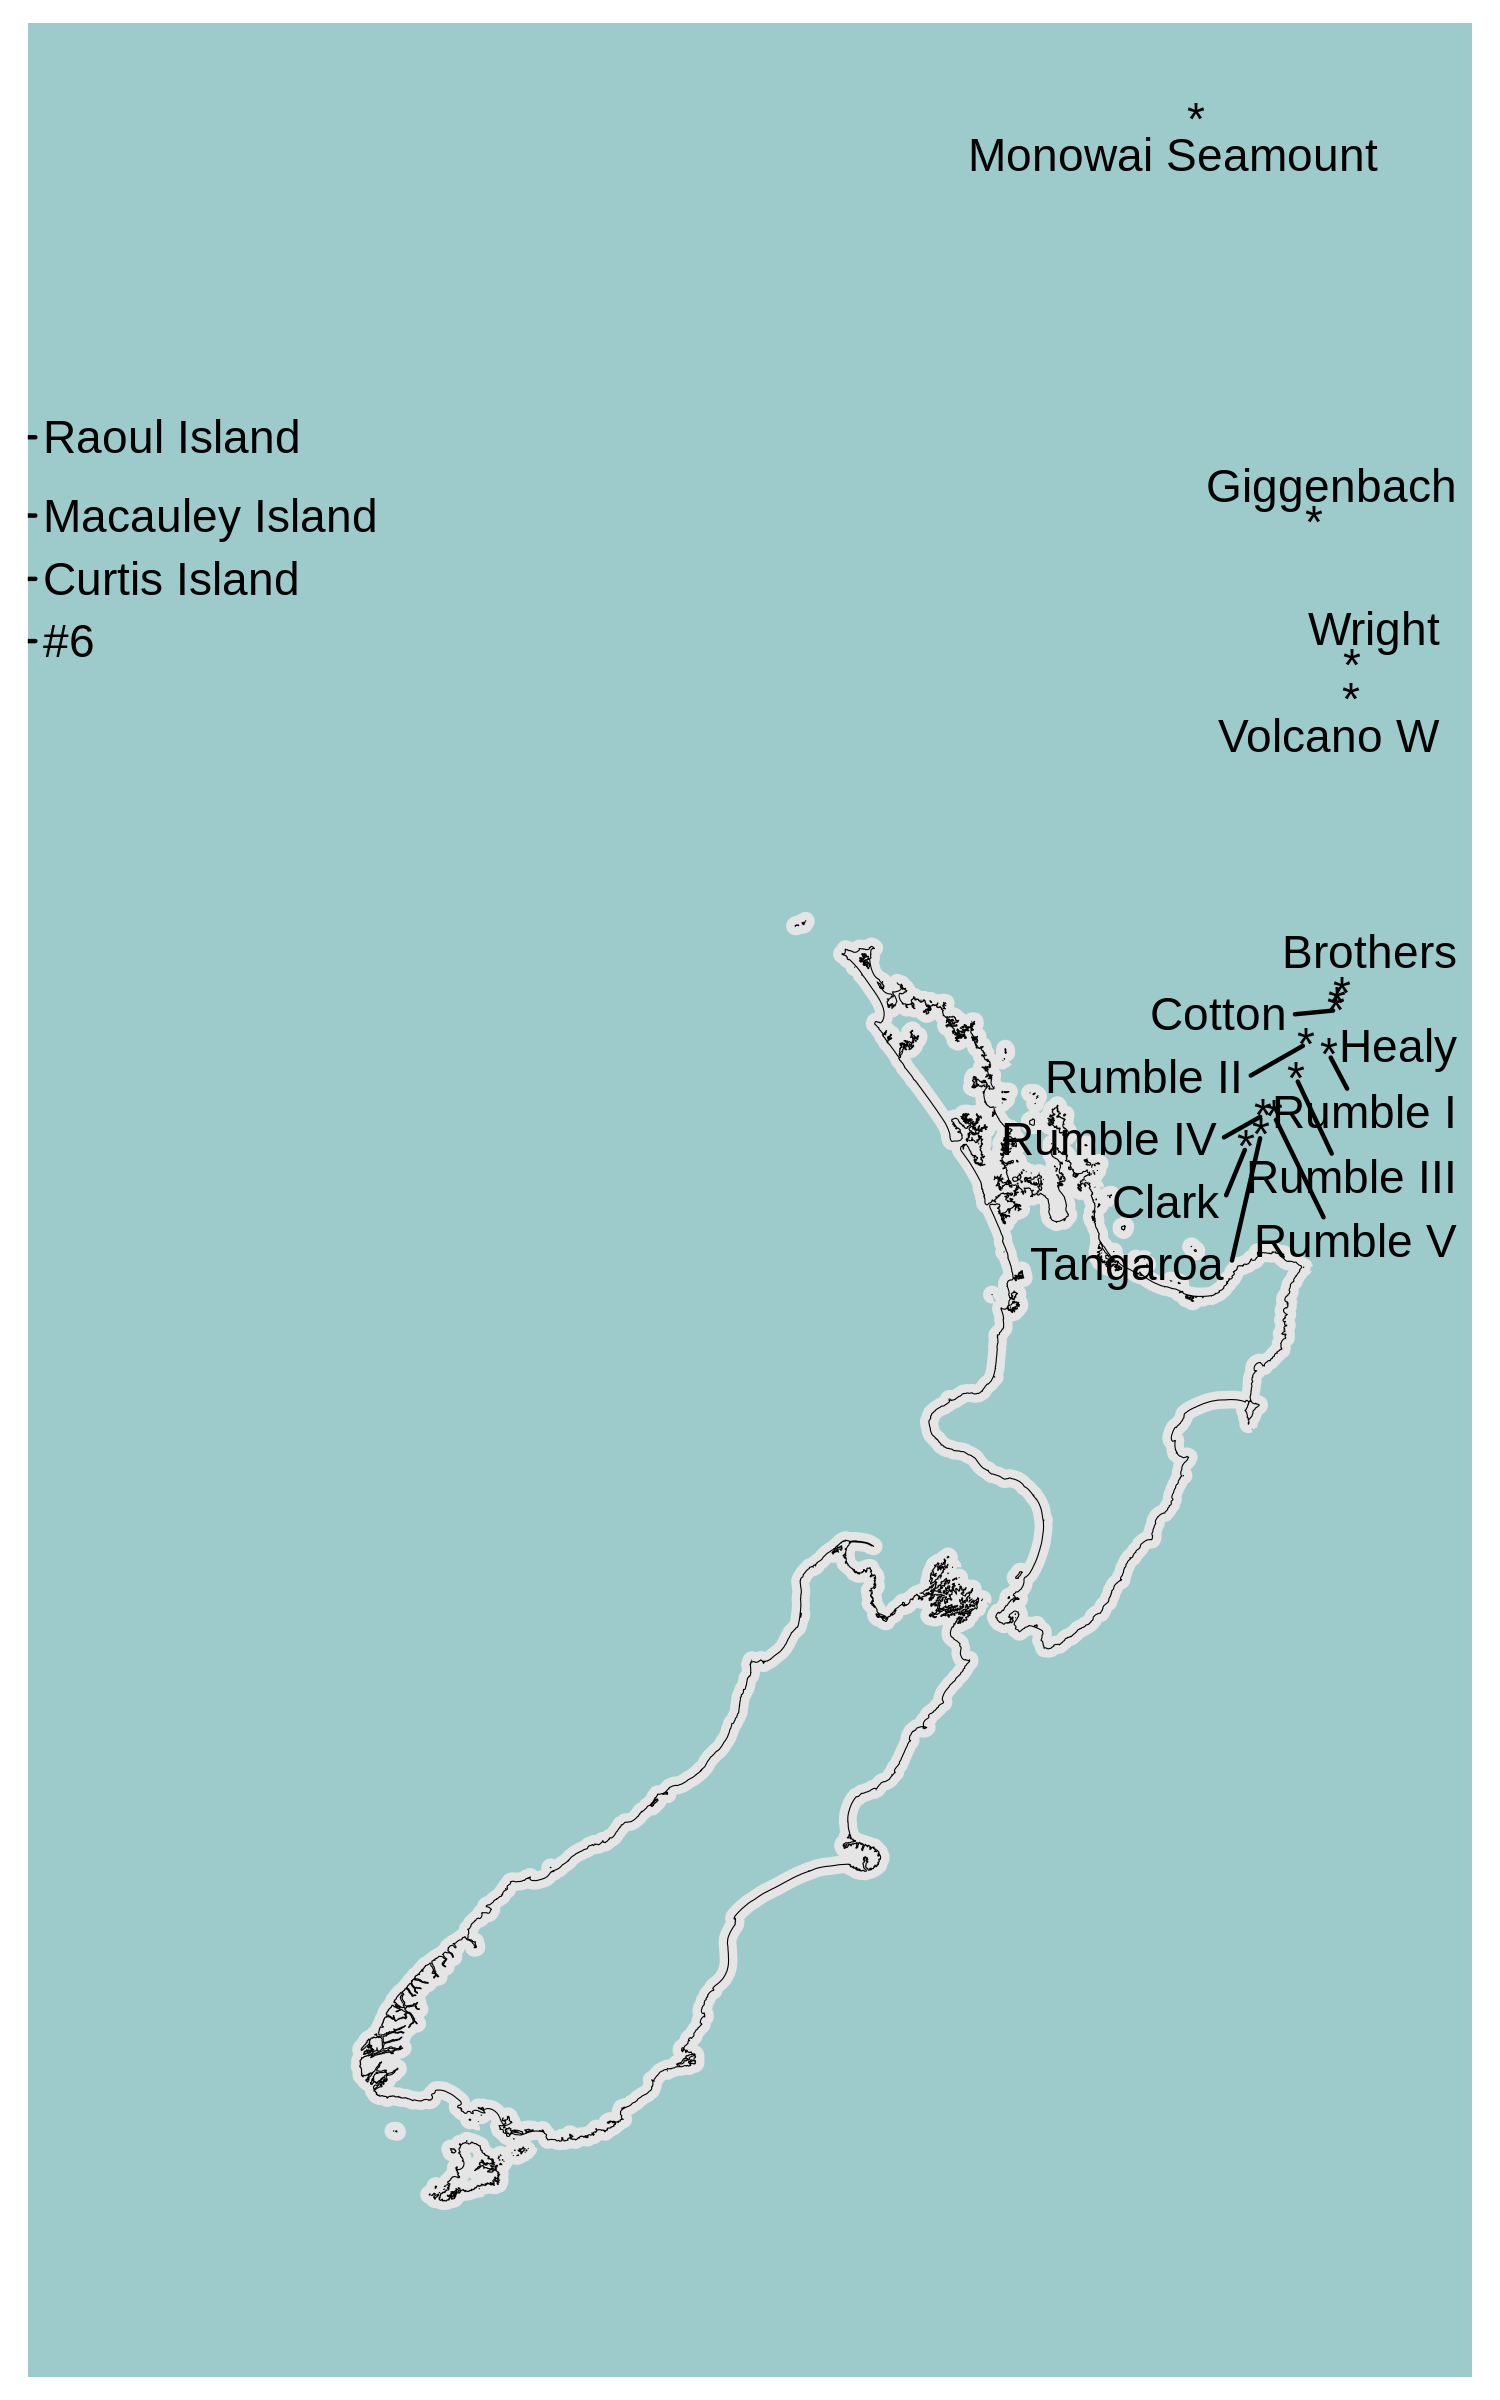 *
Monowai Seamount
Raoul Island
Giggenbach
*
Macauley Island
Curtis Island
Wright
#6
*
*
Volcano W
Brothers
*
*
*
Cotton
*
*Healy
Rumble II
*
Rumble I
*
*
Rumble IV
*
*
Rumble III
Clark
Rumble V
Tangaroa